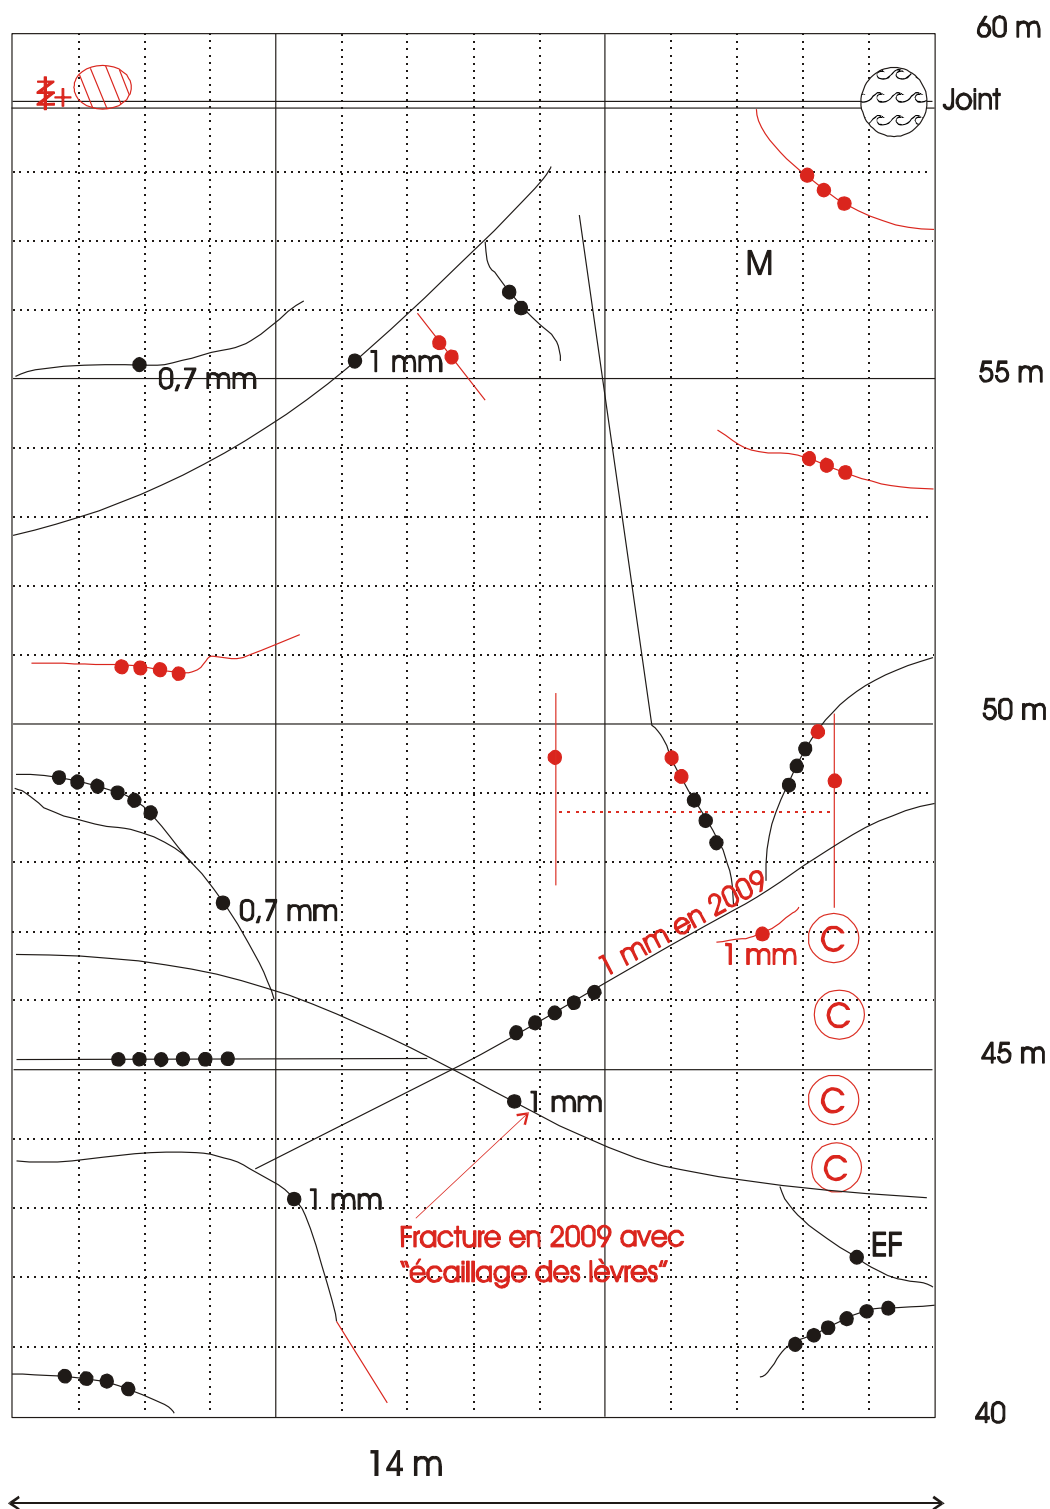 60 m
Joint
M
1 mm
55 m
0,7 mm
50 m
1 mm en 2009
0,7 mm
C
1 mm
C
45 m
C
1 mm
C
1 mm
Fracture en 2009 avec
"écaillage des lèvres"
EF
40
14 m